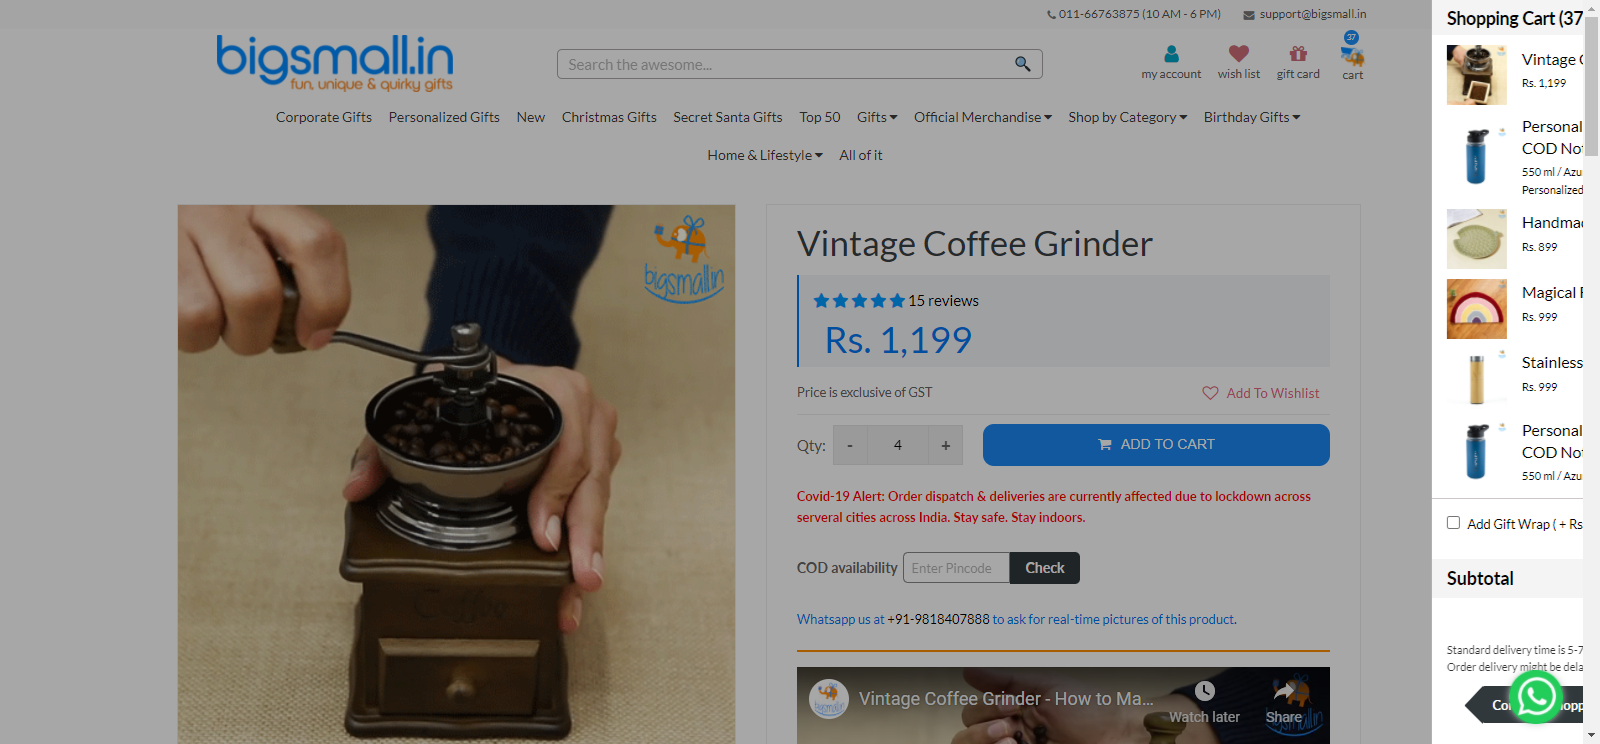 011-66763875 (10 AM - 6 PM) support@bigsmall.in
bigsmall.in
fun, unique & quirky gifts
Search the awesome...
my account
wish list
gift card
37
cart
Corporate Gifts Personalized Gifts New Christmas Gifts Secret Santa Gifts Top 50 Gifts Official Merchandise Shop by Category Birthday Gifts
Home & Lifestyle All of it
bigsmall.in
Coffee
Vintage Coffee Grinder
15 reviews
Rs. 1,199
Price is exclusive of GST
Add To Wishlist
Qty: - 4 +
ADD TO CART
Covid-19 Alert: Order dispatch & deliveries are currently affected due to lockdown across
serveral cities across India. Stay safe. Stay indoors.
COD availability Enter Pincode Check
Whatsapp us at +91-9818407888 to ask for real-time pictures of this product.
Vintage Coffee Grinder - How to Ma...
Watch later
Share
bigsmall.in
Shopping Cart (37
Vintage
Rs. 1,199
Personal
COD No
550 ml / Azu
Personalized
Handma
Rs. 899
Magical
Rs. 999
Stainless
Rs. 999
Personal
COD No
550 ml / Azu
Add Gift Wrap ( + Rs
Subtotal
Standard delivery time is 5-7
Order delivery might be dela